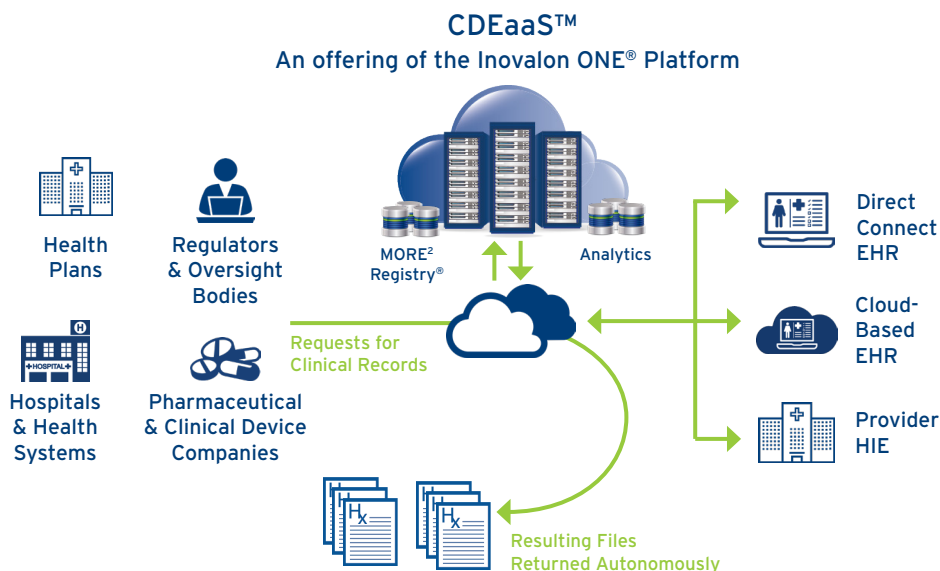 CDEaaS™
An offering of the Inovalon ONE® Platform
MORE²
Registry®
Analytics
Health
Plans
Regulators
& Oversight
Bodies
H
+HOSPITAL+
Hospitals
& Health
Systems
Pharmaceutical
& Clinical Device
Companies
Requests for
Clinical Records
Direct
Connect
EHR
Cloud-
Based
EHR
Provider
HIE
H
H
Hx
H
H
Hx
Resulting Files
Returned Autonomously